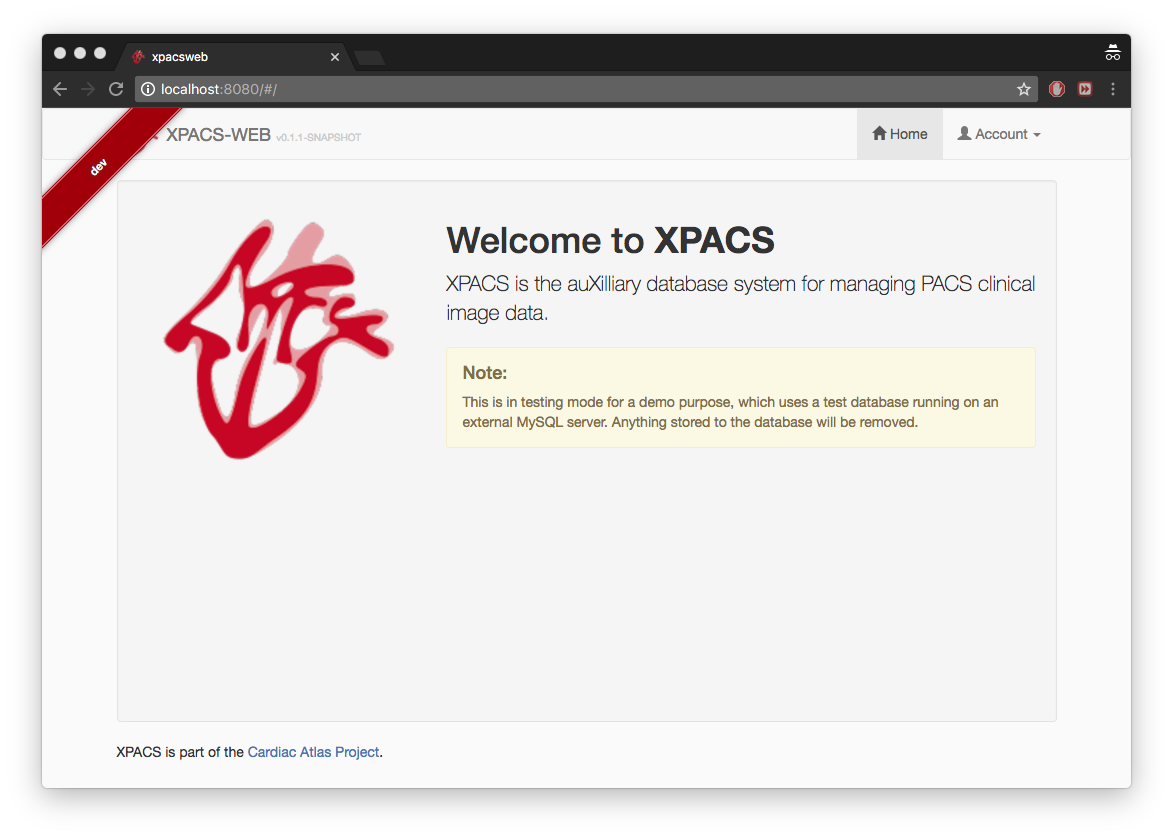 xpacsweb
localhost:8080/#/
dev
XPACS-WEB v0.1.1-SNAPSHOT
Home
Account
Welcome to XPACS
XPACS is the auXilliary database system for managing PACS clinical
image data.
Note:
This is in testing mode for a demo purpose, which uses a test database running on an
external MySQL server. Anything stored to the database will be removed.
XPACS is part of the Cardiac Atlas Project.